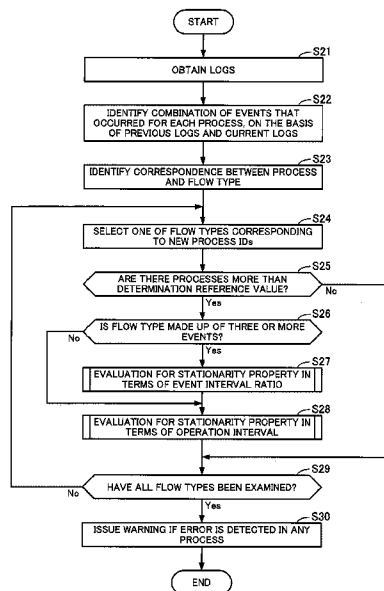 START
S21
OBTAIN LOGS
S22
IDENTIFY COMBINATION OF EVENTS THAT
OCCURRED FOR EACH PROCESS, ON THE BASIS
OF PREVIOUS LOGS AND CURRENT LOGS
S23
IDENTIFY CORRESPONDENCE BETWEEN PROCESS
AND FLOW TYPE
S24
SELECT ONE OF FLOW TYPES CORRESPONDING
TO NEW PROCESS IDs
S25
ARE THERE PROCESSES MORE THAN
DETERMINATION REFERENCE VALUE?
No
Yes
S26
IS FLOW TYPE MADE UP OF THREE OR MORE
EVENTS?
No
Yes
S27
EVALUATION FOR STATIONARITY PROPERTY IN
TERMS OF EVENT INTERVAL RATIO
S28
EVALUATION FOR STATIONARITY PROPERTY IN
TERMS OF OPERATION INTERVAL
S29
HAVE ALL FLOW TYPES BEEN EXAMINED?
No
Yes
S30
ISSUE WARNING IF ERROR IS DETECTED IN ANY
PROCESS
END